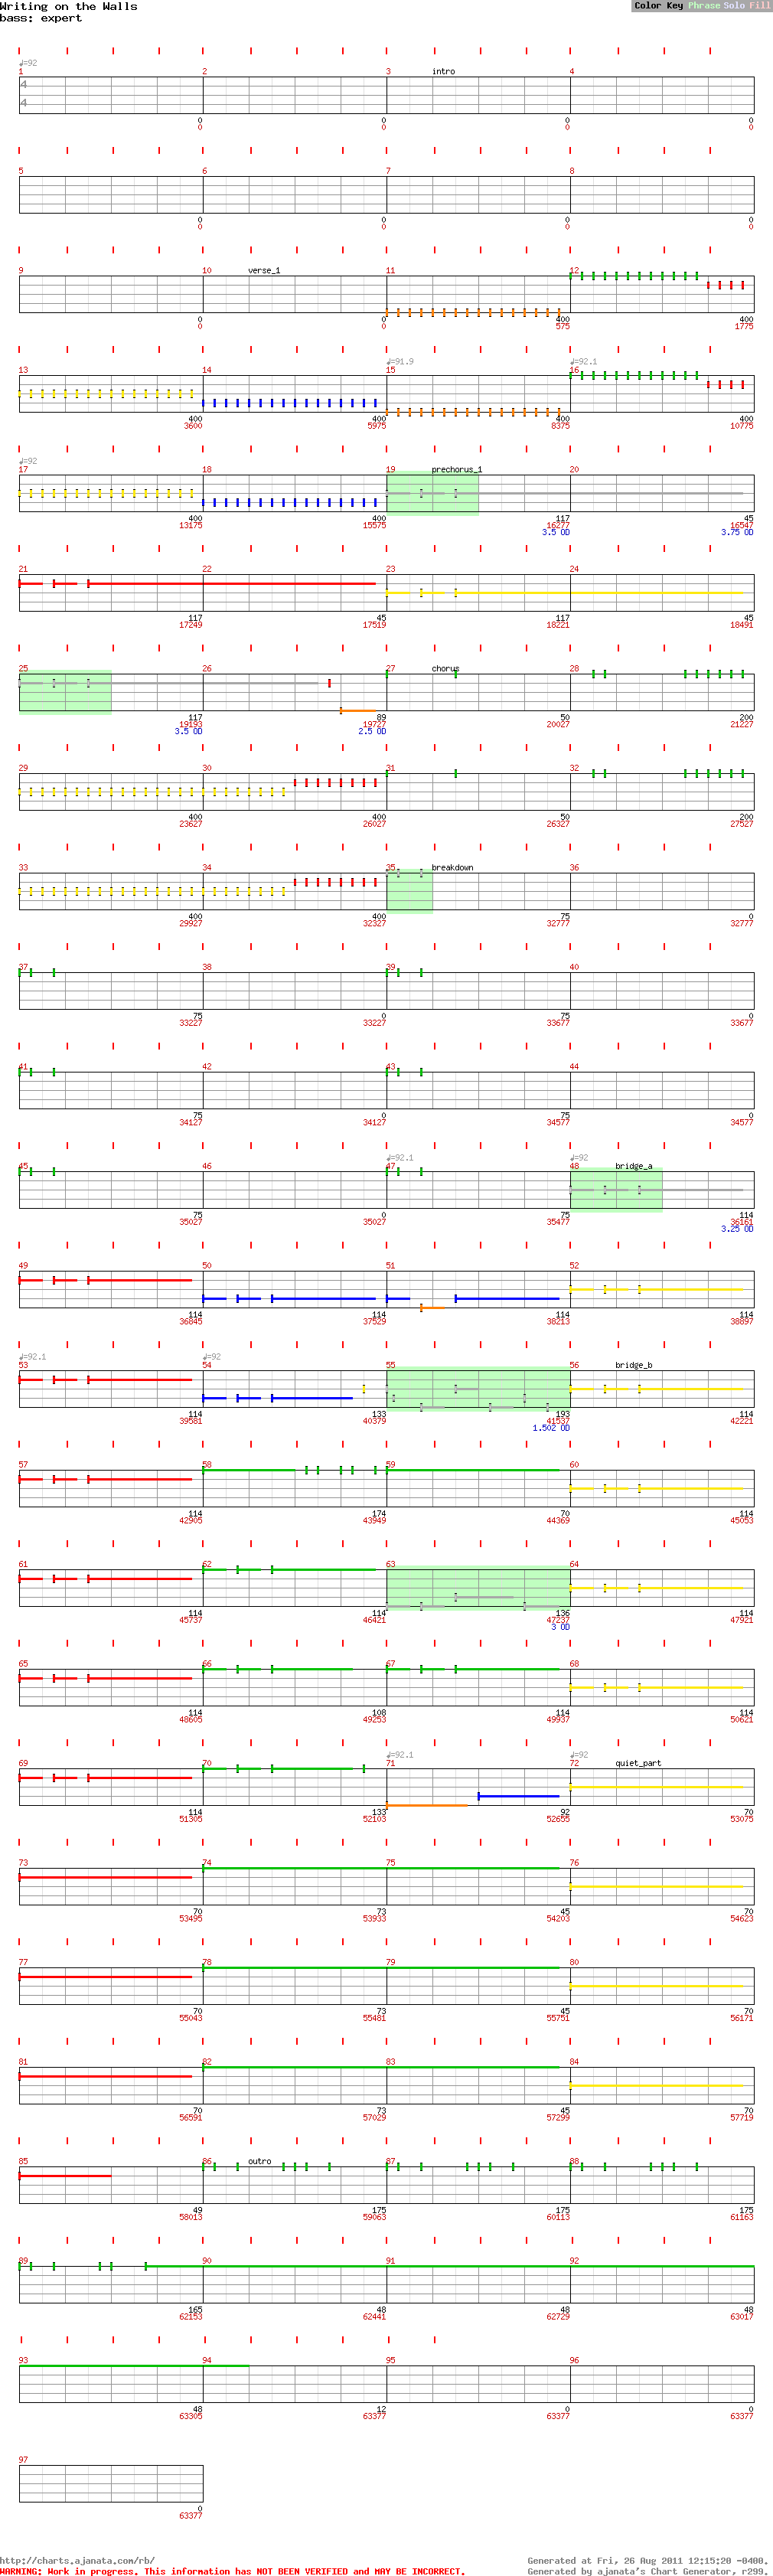 Writing on the Walls
Color Key Phrase Solo Fill
bass: expert
♩=92
1 2 3 intro 4
4
4
0 0 0 0
0 0 0 0
5 6 7 8
0 0 0 0
0 0 0 0
9 10 verse_1 11 12
0 0 400 400
0 0 575 1775
♩=91.9 ♩=92.1
13 14 15 16
400 400 400 400
3600 5975 8375 10775
♩=92
17 18 19 prechorus_1 20
400 400 117 45
13175 15575 16277 16547
3.5 OD 3.75 OD
21 22 23 24
117 45 117 45
17249 17519 18221 18491
25 26 27 chorus 28
117 89 50 200
19193 19727 20027 21227
3.5 OD 2.5 OD
29 30 31 32
400 400 50 200
23627 26027 26327 27527
33 34 35 breakdown 36
400 400 75 0
29927 32327 32777 32777
37 38 39 40
75 0 75 0
33227 33227 33677 33677
41 42 43 44
75 0 75 0
34127 34127 34577 34577
♩=92.1 ♩=92
45 46 47 48 bridge_a
75 0 75 114
35027 35027 35477 36161
3.25 OD
49 50 51 52
114 114 114 114
36845 37529 38213 38897
♩=92.1 ♩=92
53 54 55 56 bridge_b
114 133 193 114
39581 40379 41537 42221
1.502 OD
57 58 59 60
114 174 70 114
42905 43949 44369 45053
61 62 63 64
114 114 136 114
45737 46421 47237 47921
3 OD
65 66 67 68
114 108 114 114
48605 49253 49937 50621
♩=92.1 ♩=92
69 70 71 72 quiet_part
114 133 92 70
51305 52103 52655 53075
73 74 75 76
70 73 45 70
53495 53933 54203 54623
77 78 79 80
70 73 45 70
55043 55481 55751 56171
81 82 83 84
70 73 45 70
56591 57029 57299 57719
85 86 outro 87 88
49 175 175 175
58013 59063 60113 61163
89 90 91 92
165 48 48 48
62153 62441 62729 63017
93 94 95 96
48 12 0 0
63305 63377 63377 63377
97
0
63377
http://charts.ajanata.com/rb/ Generated at Fri, 26 Aug 2011 12:15:20 -0400.
WARNING: Work in progress. This information has NOT BEEN VERIFIED and MAY BE INCORRECT. Generated by ajanata's Chart Generator, r299.